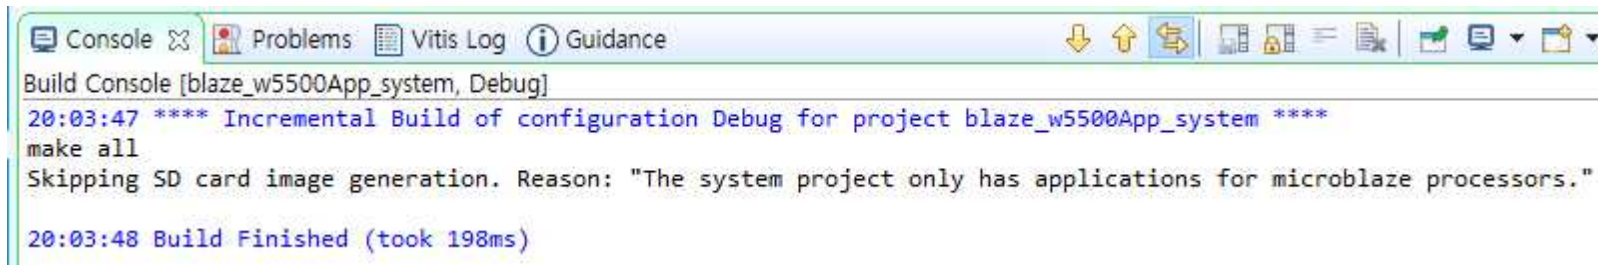 Console Problems Vitis Log Guidance
Build Console [blaze_w5500App_system, Debug]
20:03:47 **** Incremental Build of configuration Debug for project blaze_w5500App_system ****
make all
Skipping SD card image generation. Reason: "The system project only has applications for microblaze processors."
20:03:48 Build Finished (took 198ms)